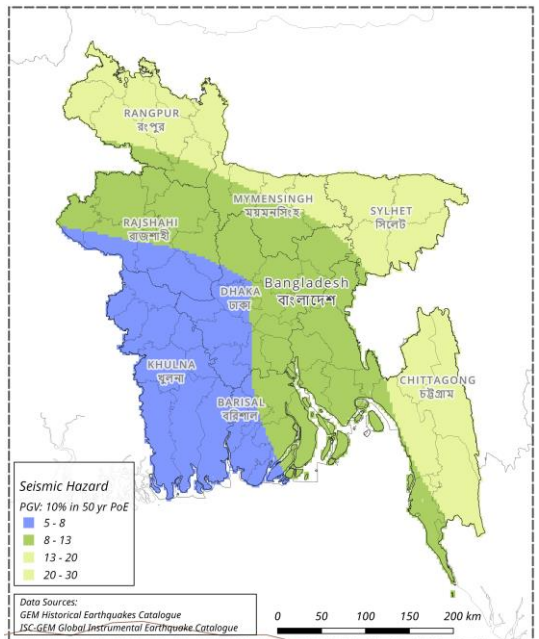 RANGPUR
রংপুর
MYMENSINGH
ময়মনসিংহ
SYLHET
সিলেট
RAJSHAHI
রাজশাহী
Bangladesh
বাংলাদেশ
DHAKA
ঢাকা
KHULNA
খুলনা
CHITTAGONG
চট্টগ্রাম
BARISAL
বরিশাল
Seismic Hazard
PGV: 10% in 50 yr PoE
5 - 8
8 - 13
13 - 20
20 - 30
Data Sources:
GEM Historical Earthquakes Catalogue
ISC-GEM Global Instrumental Earthquake Catalogue
0 50 100 150 200 km